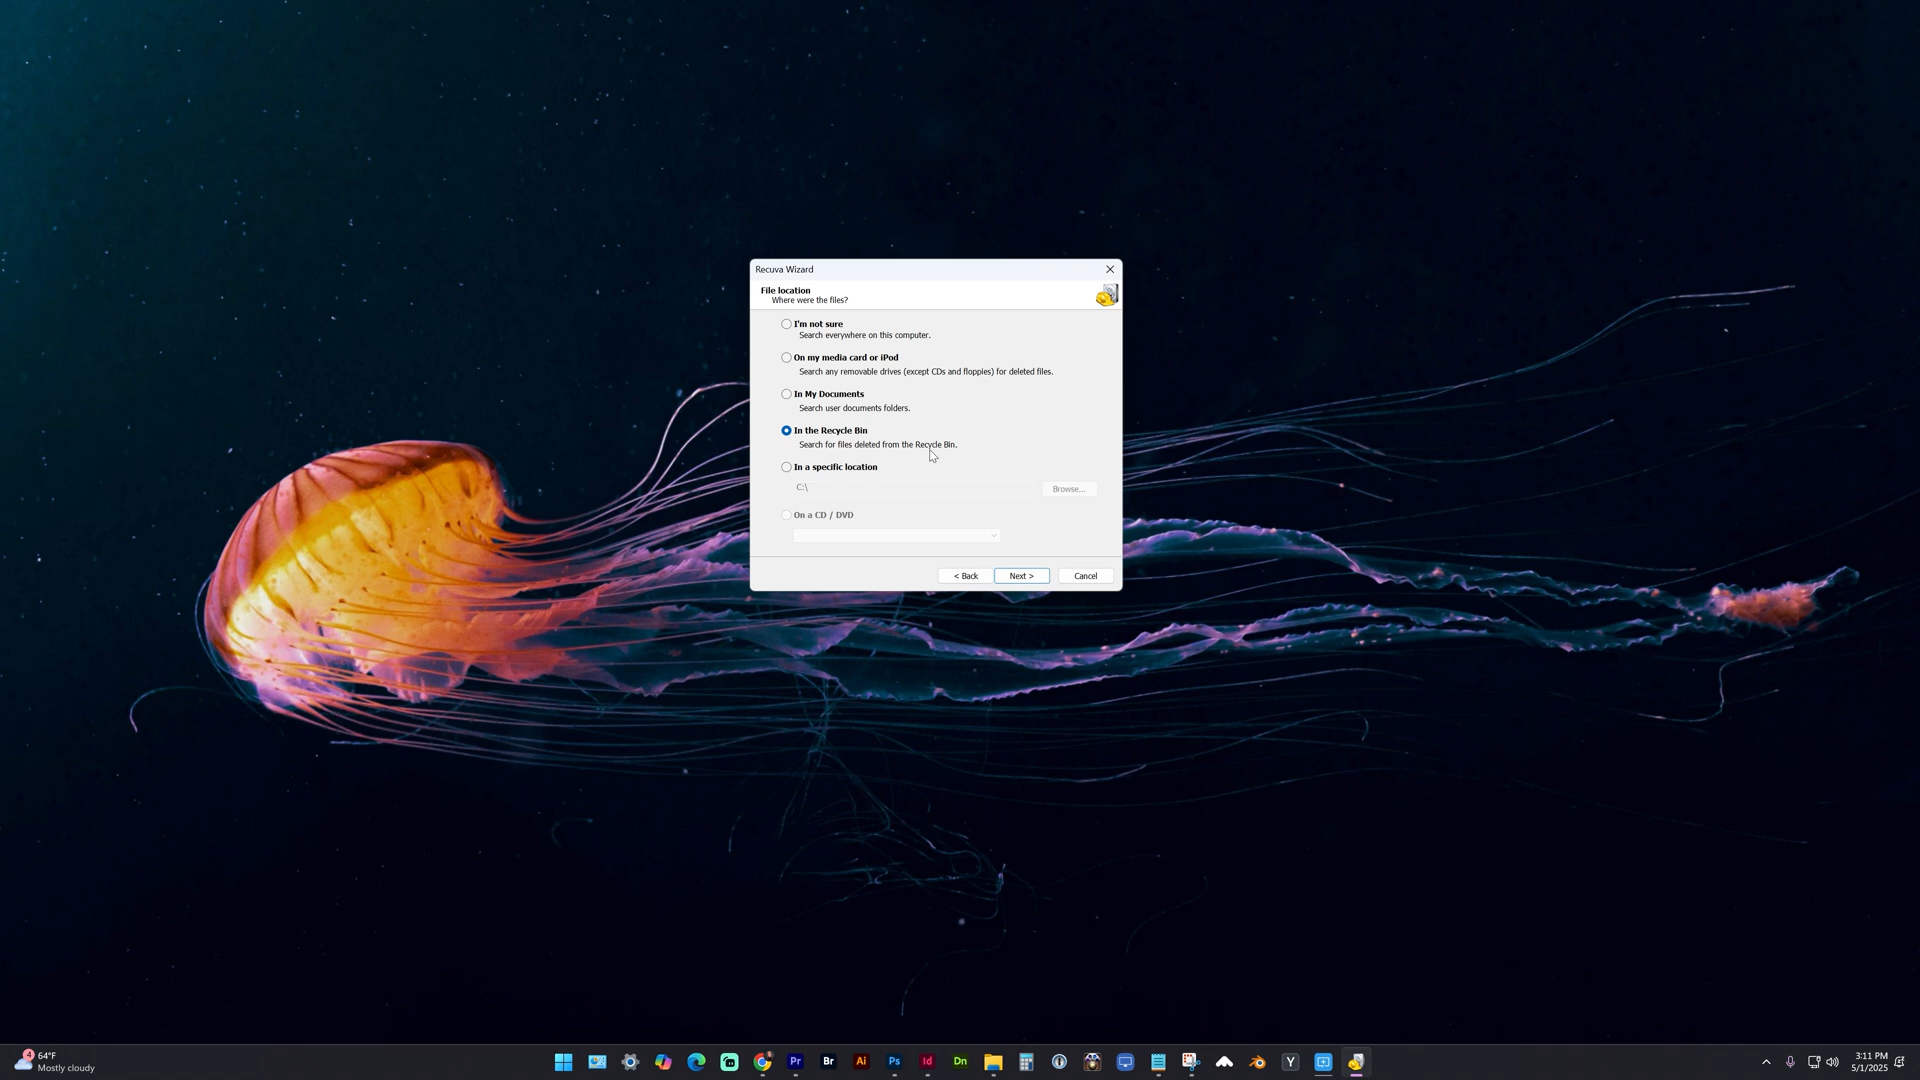 Recuva Wizard
File location
Where were the files?
I'm not sure
Search everywhere on this computer.
On my media card or iPod
Search any removable drives (except CDs and floppies) for deleted files.
In My Documents
Search user documents folders.
In the Recycle Bin
Search for files deleted from the Recycle Bin.
In a specific location
C:\
Browse...
On a CD / DVD
< Back
Next >
Cancel
4
64°F
Mostly cloudy
Pr
Br
Ai
Ps
Id
Dn
Y
3:11 PM
5/1/2025